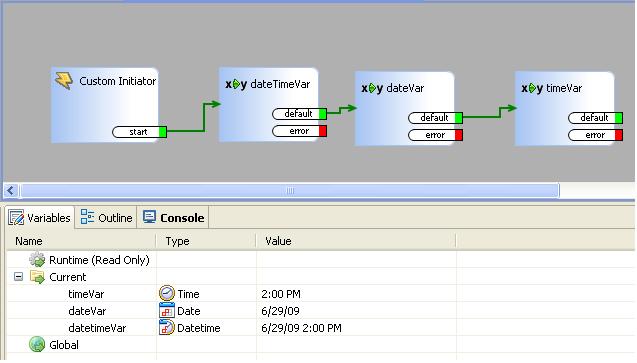 Custom Initiator
start
x y dateTimeVar
default
error
x y dateVar
default
error
x y timeVar
default
error
Variables Outline Console
Name Type Value
Runtime (Read Only)
Current
timeVar Time 2:00 PM
dateVar Date 6/29/09
datetimeVar Datetime 6/29/09 2:00 PM
Global